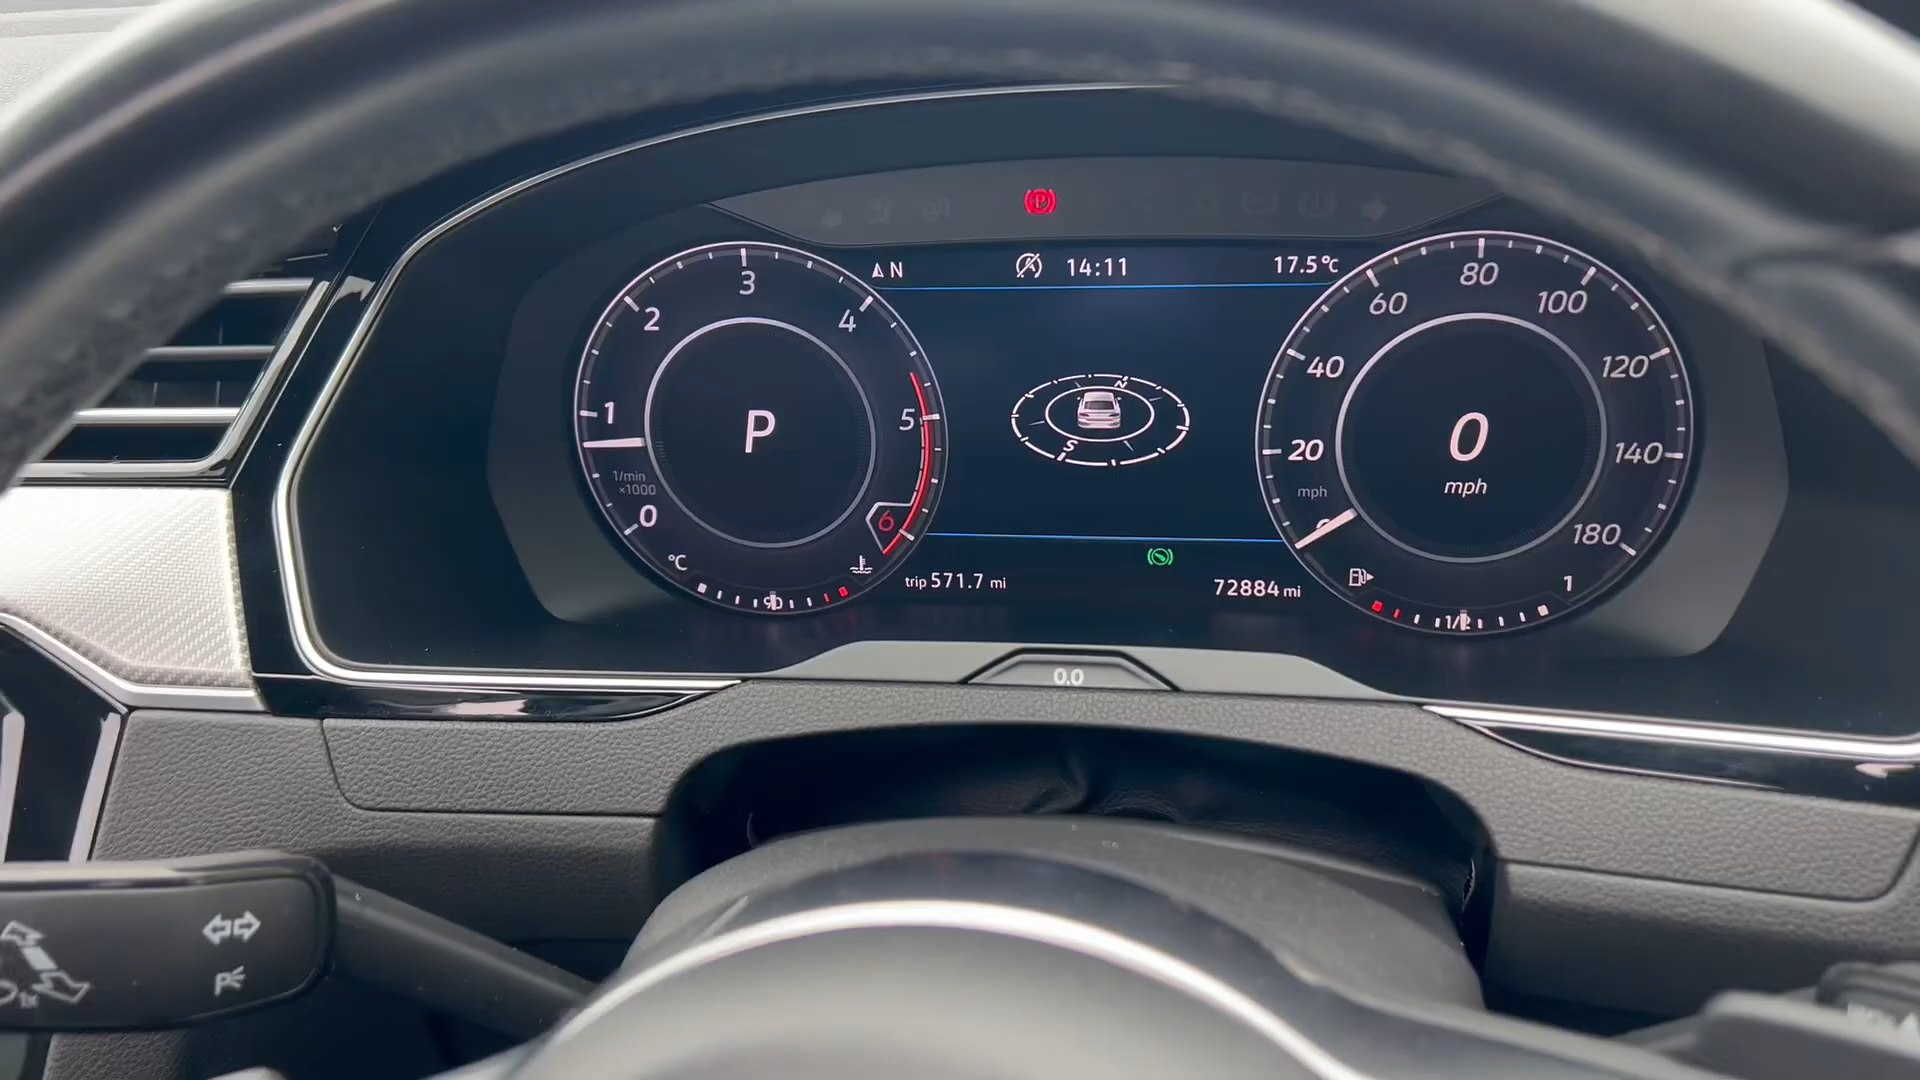 P
N
14:11
17.5°C
3
2
4
1
5
1/min
×1000
0
6
°C
90
P
N
S
80
60
100
40
120
20
140
mph
0
mph
180
1/2
1
trip 571.7 mi
72884 mi
0.0
P
1x